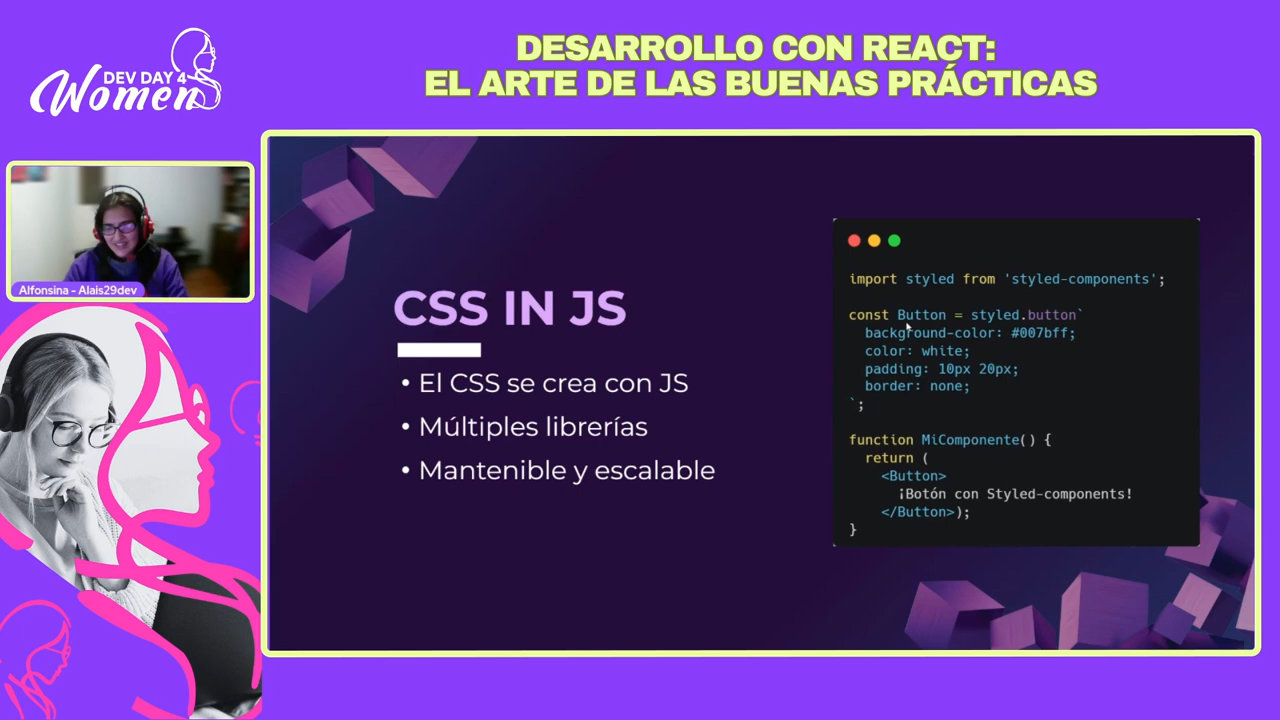 DEV DAY 4
Women
DESARROLLO CON REACT:
EL ARTE DE LAS BUENAS PRÁCTICAS
Alfonsina - Alais29dev
CSS IN JS
• El CSS se crea con JS
• Múltiples librerías
• Mantenible y escalable
import styled from 'styled-components';
const Button = styled.button`
background-color: #007bff;
color: white;
padding: 10px 20px;
border: none;
`;
function MiComponente() {
return (
<Button>
¡Botón con Styled-components!
</Button>);
}